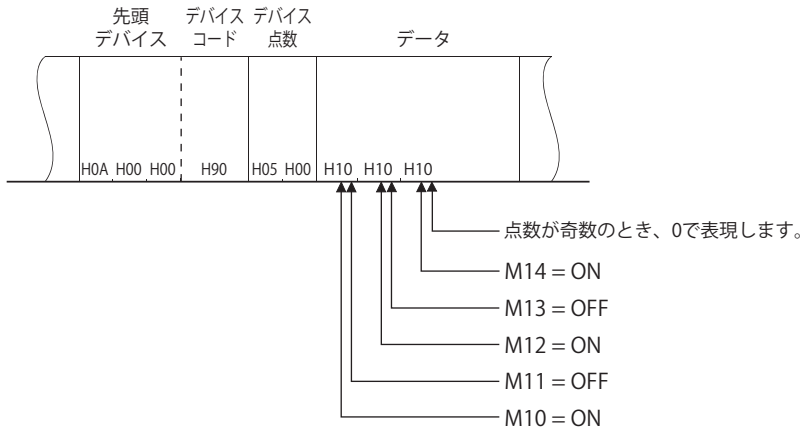 先頭
デバイス
デバイス
コード
デバイス
点数
データ
H0A H00 H00 H90 H05 H00 H10 H10 H10
点数が奇数のとき、0で表現します。
M14 = ON
M13 = OFF
M12 = ON
M11 = OFF
M10 = ON